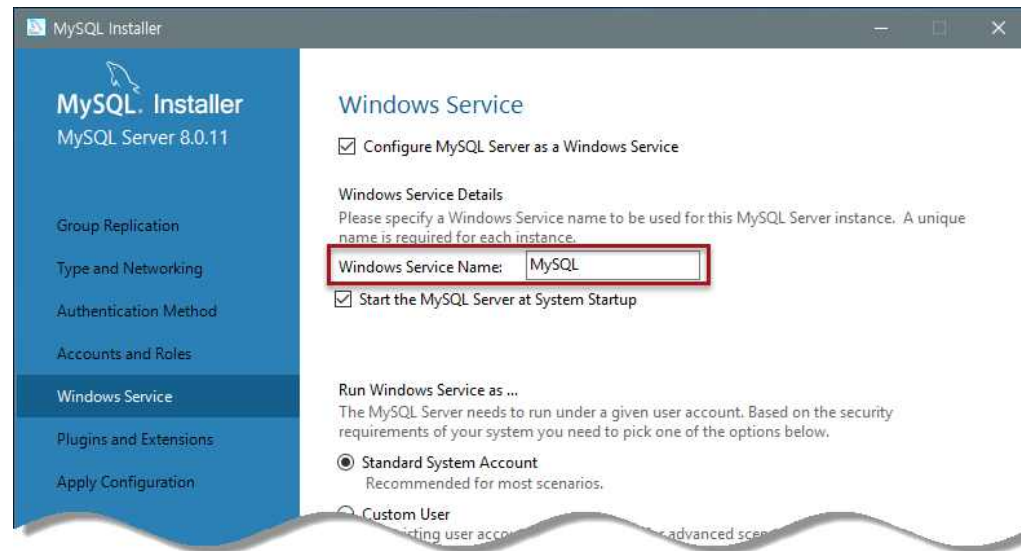 MySQL Installer
MySQL. Installer
MySQL Server 8.0.11
Group Replication
Type and Networking
Authentication Method
Accounts and Roles
Windows Service
Plugins and Extensions
Apply Configuration
Windows Service
Configure MySQL Server as a Windows Service
Windows Service Details
Please specify a Windows Service name to be used for this MySQL Server instance. A unique
name is required for each instance.
Windows Service Name: MySQL
Start the MySQL Server at System Startup
Run Windows Service as ...
The MySQL Server needs to run under a given user account. Based on the security
requirements of your system you need to pick one of the options below.
Standard System Account
Recommended for most scenarios.
Custom User
user advanced